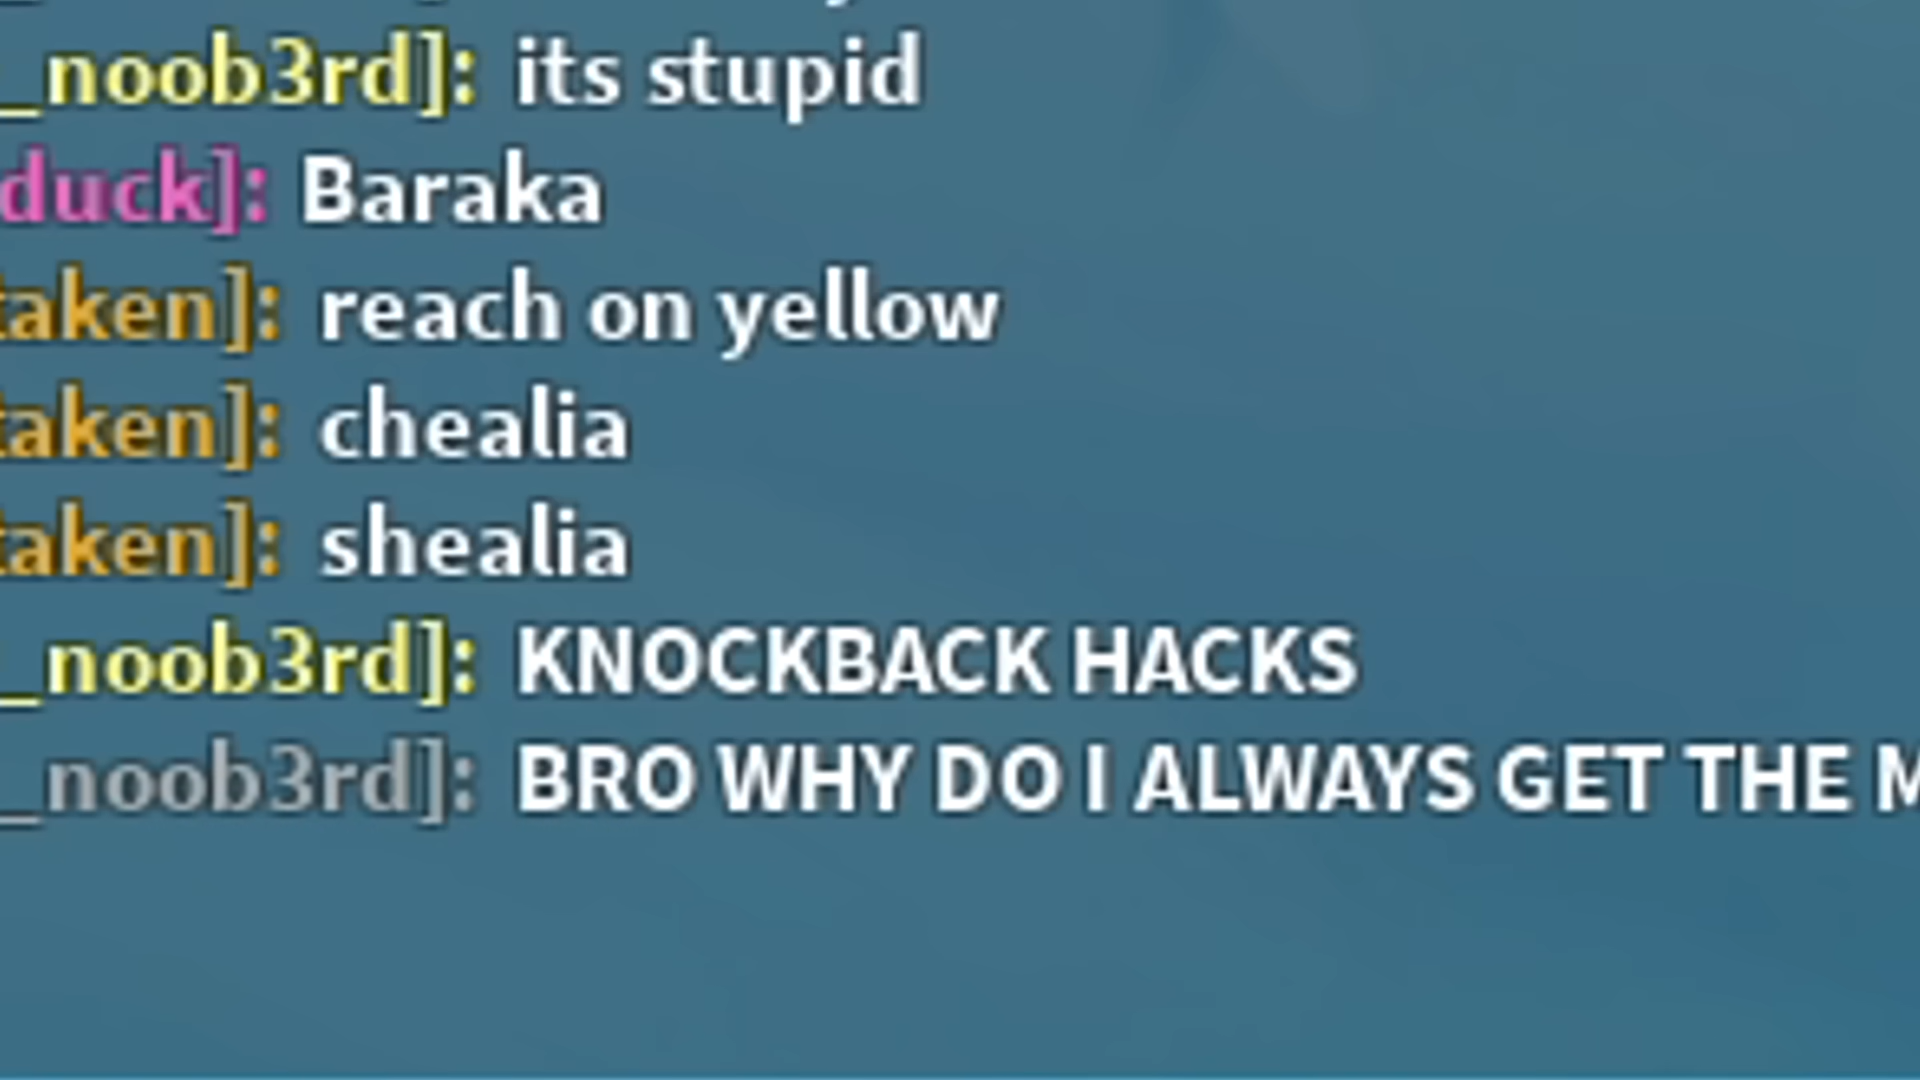 _noob3rd]: its stupid
duck]: Baraka
taken]: reach on yellow
taken]: chealia
taken]: shealia
_noob3rd]: KNOCKBACK HACKS
_noob3rd]: BRO WHY DO I ALWAYS GET THE M